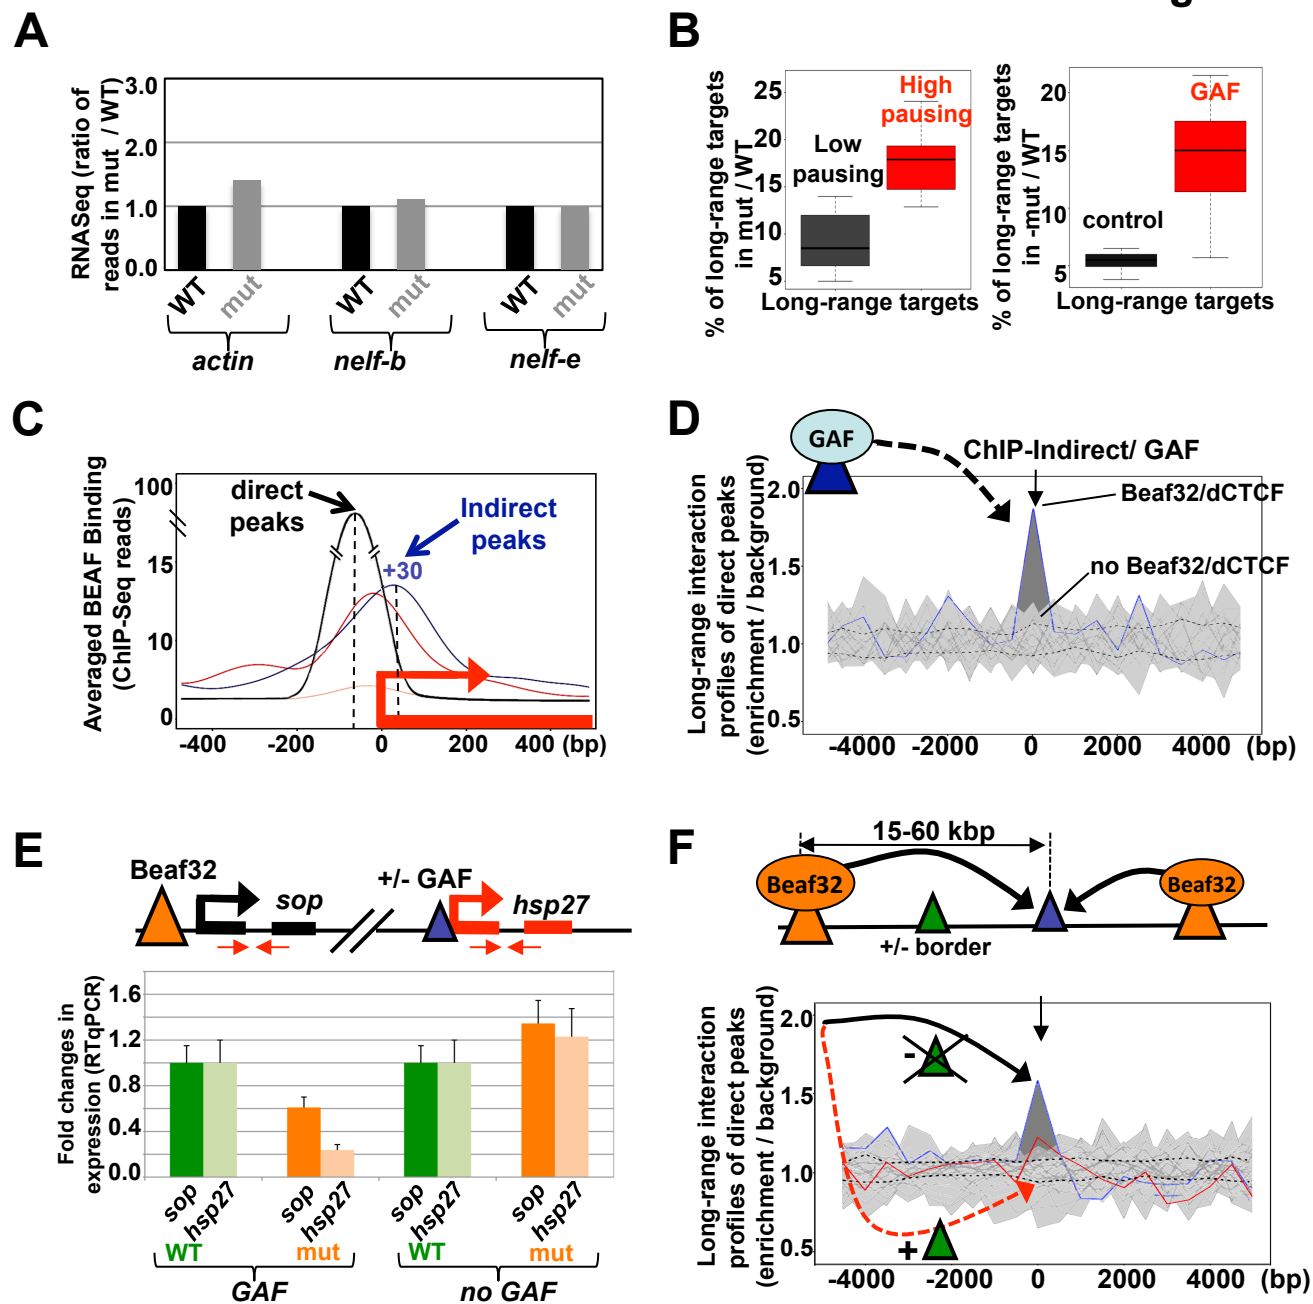 g
A
RNASeq (ratio of
reads in mut / WT)
3.0
2.0
1.0
0.0
WT
mut
WT
mut
WT
mut
actin
nelf-b
nelf-e
B
% of long-range targets
in mut / WT
25
20
15
10
5
Low
pausing
High
pausing
Long-range targets
% of long-range targets
in -mut / WT
20
15
10
5
control
GAF
Long-range targets
C
Averaged BEAF Binding
(ChIP-Seq reads)
100
15
10
0
direct
peaks
Indirect
peaks
+30
-400
-200
0
200
400 (bp)
D
GAF
ChIP-Indirect/ GAF
Beaf32/dCTCF
no Beaf32/dCTCF
Long-range interaction
profiles of direct peaks
(enrichment / background)
2.0
1.5
1.0
0.5
-4000
-2000
0
2000
4000
(bp)
E
Beaf32
sop
+/- GAF
hsp27
Fold changes in
expression (RTqPCR)
1.6
1.2
0.8
0.4
0.0
sop
hsp27
sop
hsp27
sop
hsp27
sop
hsp27
WT
mut
WT
mut
GAF
no GAF
F
15-60 kbp
Beaf32
Beaf32
+/- border
Long-range interaction
profiles of direct peaks
(enrichment / background)
2.0
1.5
1.0
0.5
-
+
-4000
-2000
0
2000
4000
(bp)